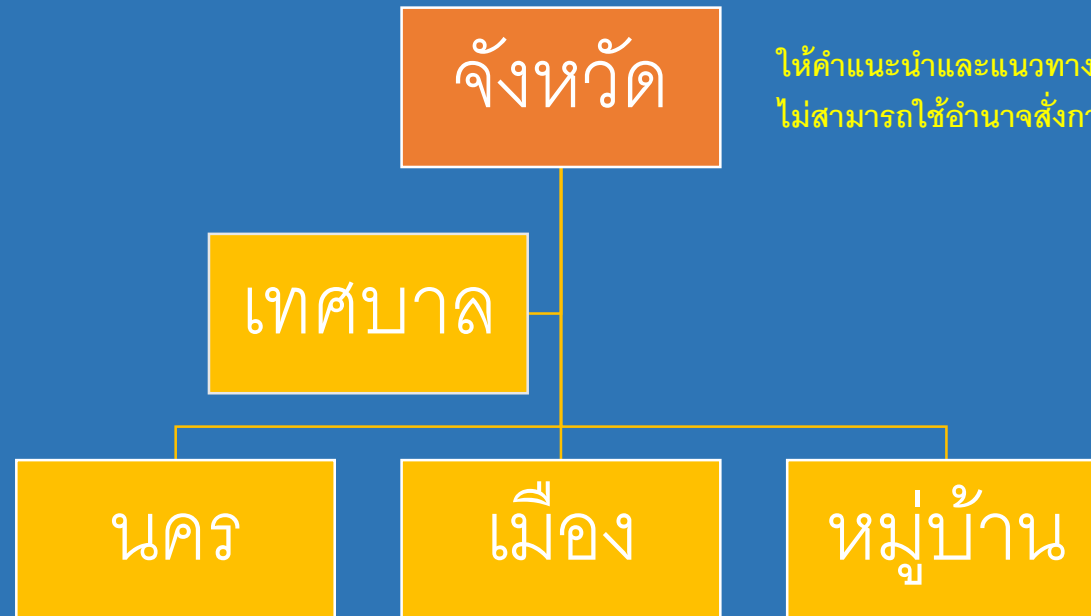 จังหวัด
ให้คำแนะนำและแนวทาง
ไม่สามารถใช้อำนาจสั่งกา
เทศบาล
นคร
เมือง
หมู่บ้าน